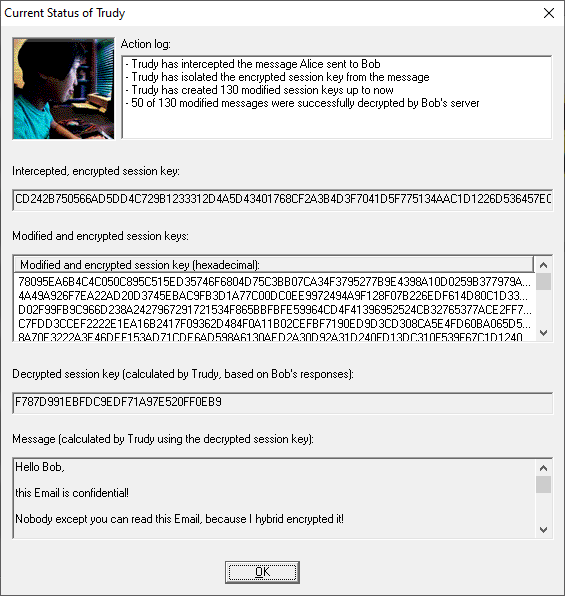 Current Status of Trudy
Action log:
- Trudy has intercepted the message Alice sent to Bob
- Trudy has isolated the encrypted session key from the message
- Trudy has created 130 modified session keys up to now
- 50 of 130 modified messages were successfully decrypted by Bob's server
Intercepted, encrypted session key:
CD242B750566AD5DD4C729B1233312D4A5D43401768CF2A3B4D3F7041D5F775134AAC1D1226D536457EC
Modified and encrypted session keys:
Modified and encrypted session key (hexadecimal):
78095EA6B4C4C050C895C515ED35746F6804D75C3BB07CA34F3795277B9E4398A10D0259B377979A...
4A49A926F7EA22AD20D3745EBAC9FB3D1A77C00DC0EE9972494A9F128F07B226EDF614D80C1D33...
D02F99FB9C966D238A2427967291721534F865BBFBFE59964CD4F41396952524CB32765377ACE2FF7...
C7FDD3CCEF2222E1EA16B2417F09362D484F0A11B02CEFBF7190ED9D3CD308CA5E4FD60BA065D5...
8A70E3222A3E46DEF153AD71CDE6AD598A6130AED2A30D92A31D240FD13DC310F539F67C1D1240
Decrypted session key (calculated by Trudy, based on Bob's responses):
F787D991EBFDC9EDF71A97E520FF0EB9
Message (calculated by Trudy using the decrypted session key):
Hello Bob,
this Email is confidential!
Nobody except you can read this Email, because I hybrid encrypted it!
OK